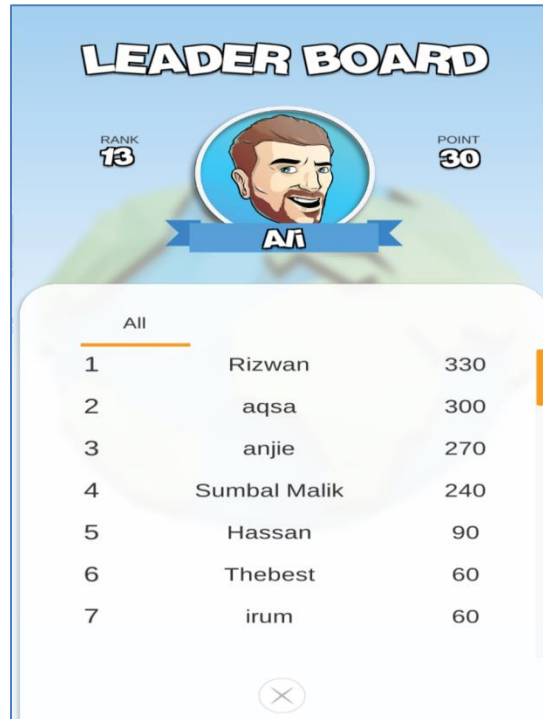 LEADER BOARD
RANK
13
POINT
30
Ali
All
1 Rizwan 330
2 aqsa 300
3 anjie 270
4 Sumbal Malik 240
5 Hassan 90
6 Thebest 60
7 irum 60